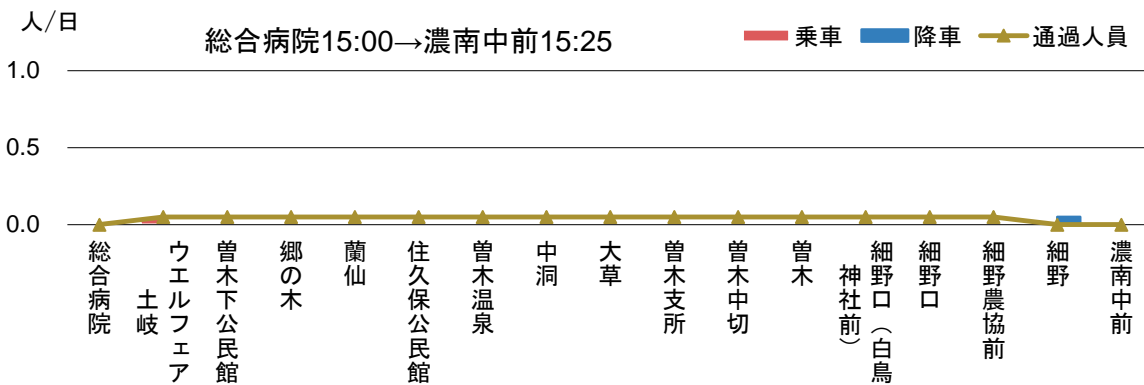 人/日
総合病院15:00→濃南中前15:25
乗車 降車 通過人員
1.0
0.5
0.0
総合病院
ウエルフェア
土岐
曽木下公民館
郷の木
蘭仙
住久保公民館
曽木温泉
中洞
大草
曽木支所
曽木中切
曽木
細野口（白鳥
神社前）
細野口
細野農協前
細野
濃南中前